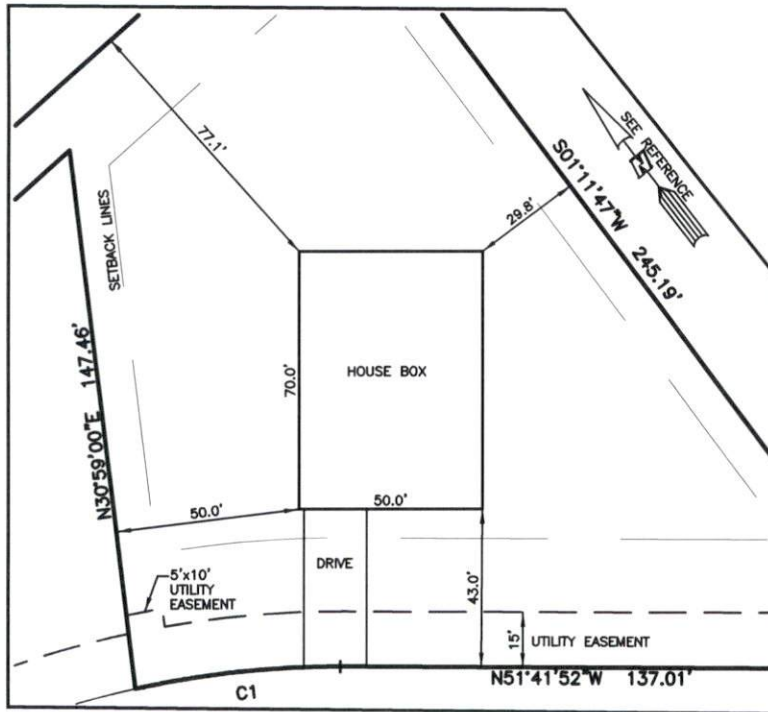 77.1'
SEE REFERENCE
S01°11'47"W 245.19'
29.8'
SETBACK LINES
N30°59'00"E 147.46'
70.0'
HOUSE BOX
50.0'
50.0'
DRIVE
43.0'
5'x10'
UTILITY
EASEMENT
15'
UTILITY EASEMENT
N51°41'52"W 137.01'
C1